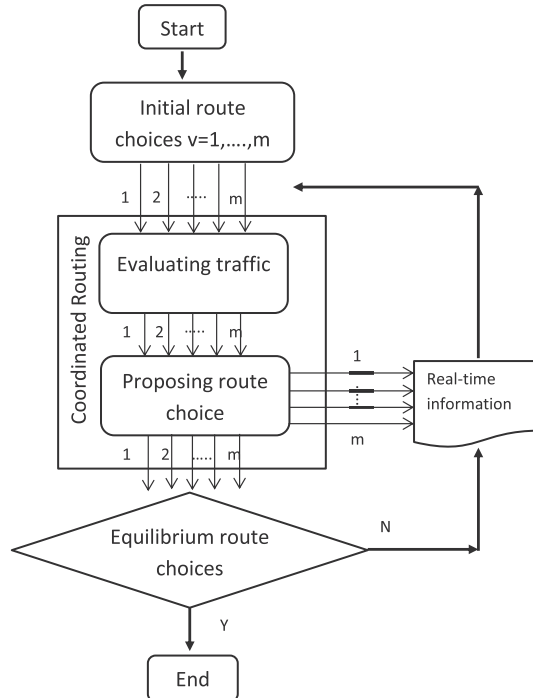 Start
Initial route
choices v=1,....,m
1 2 ..... m
Coordinated Routing
Evaluating traffic
1 2 ..... m
Proposing route
choice
1
⋮
m
Real-time
information
1 2 ..... m
Equilibrium route
choices
N
Y
End